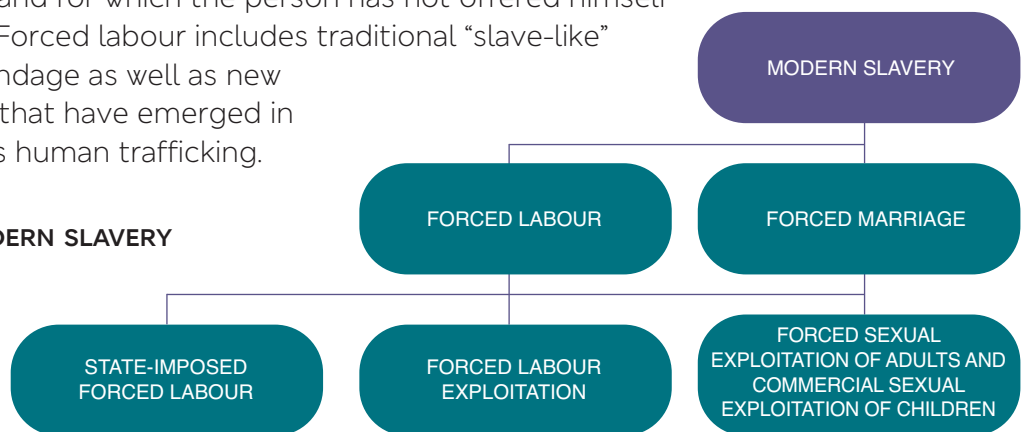 and for which the person has not offered himself
Forced labour includes traditional “slave-like”
ndage as well as new
that have emerged in
s human trafficking.
DERN SLAVERY
MODERN SLAVERY
FORCED LABOUR
FORCED MARRIAGE
STATE-IMPOSED
FORCED LABOUR
FORCED LABOUR
EXPLOITATION
FORCED SEXUAL
EXPLOITATION OF ADULTS AND
COMMERCIAL SEXUAL
EXPLOITATION OF CHILDREN